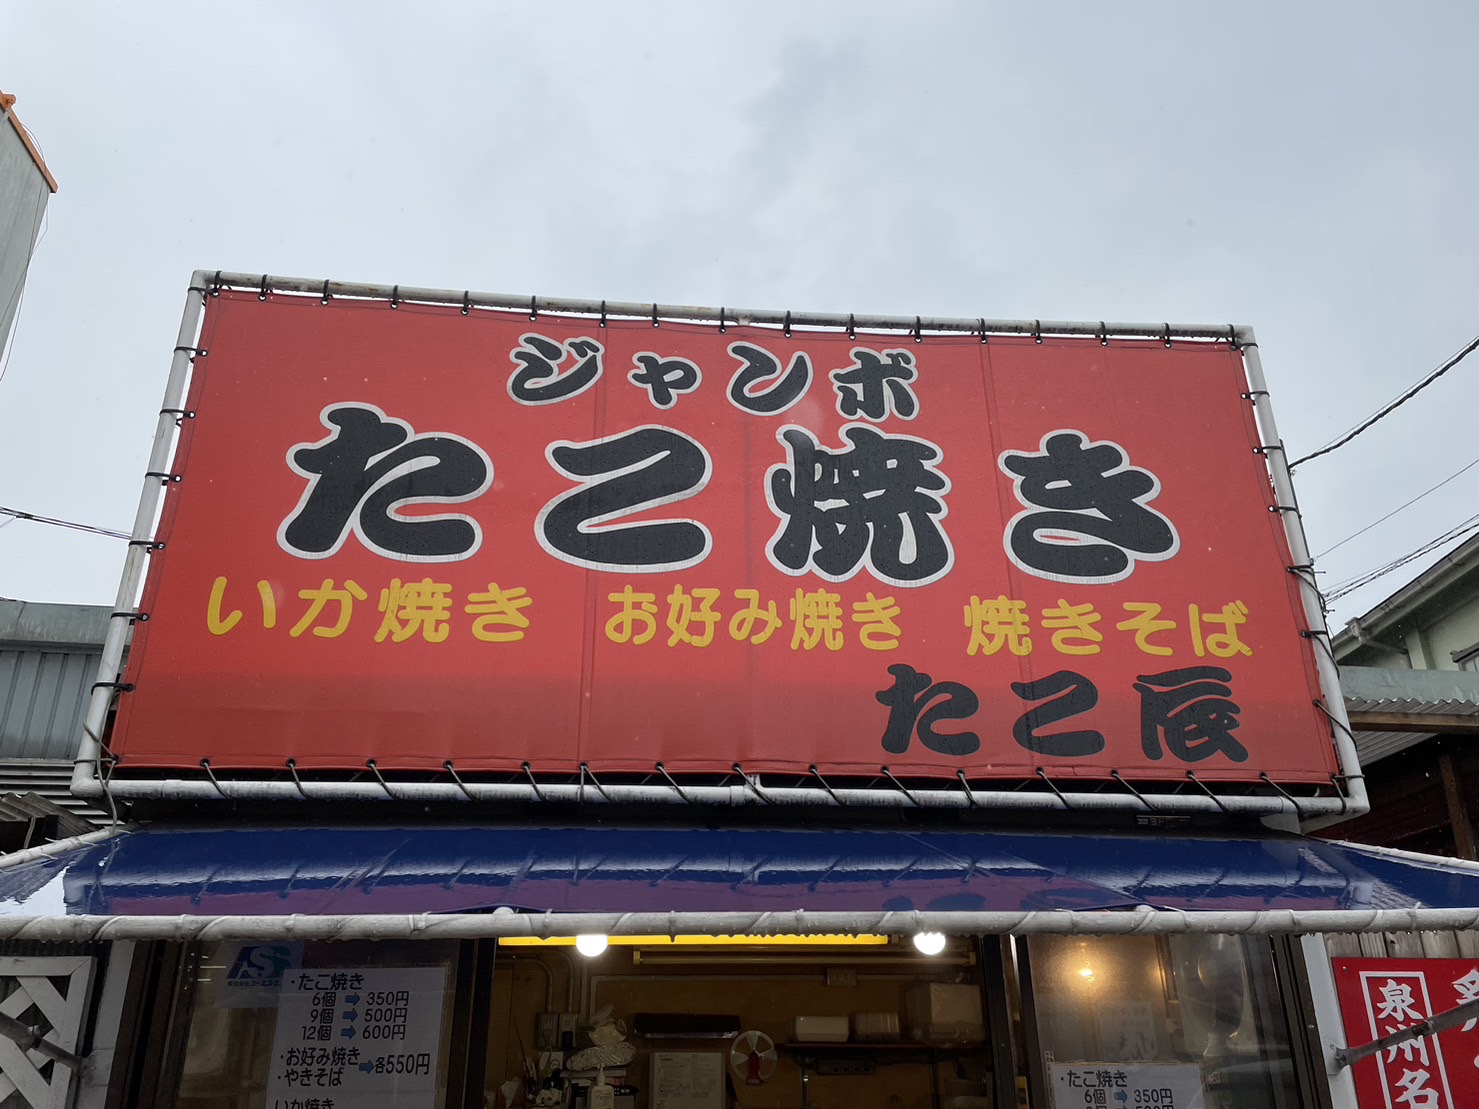 ジャンボ
たこ焼き
いか焼き お好み焼き 焼きそば
たこ辰
・たこ焼き
6個➡350円
9個➡500円
12個➡600円
・お好み焼き
・やきそば
➡各550円
いか焼き
・たこ焼き
6個➡350円
泉州名